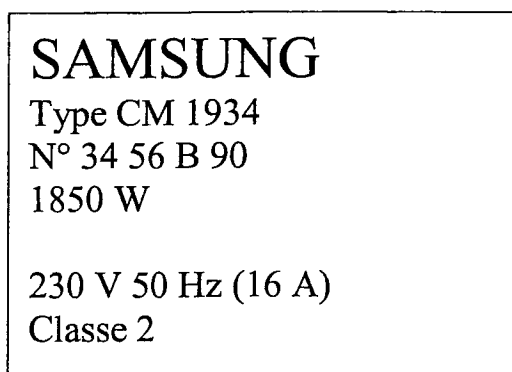 SAMSUNG
Type CM 1934
N° 34 56 B 90
1850 W
230 V 50 Hz (16 A)
Classe 2